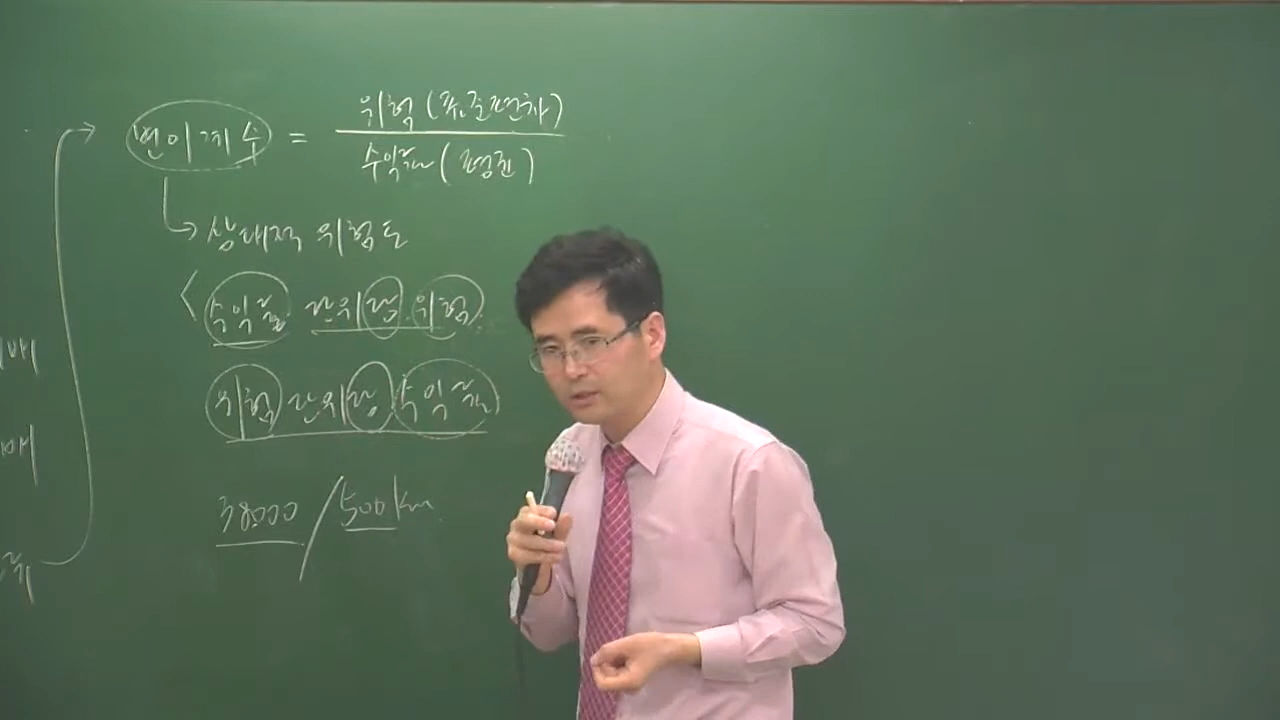 변이계수 = 위험 (표준편차)
수익률 (평균)
상대적 위험도
< 수익률 단위당 위험
위험 단위당 수익률
38000 / 500km